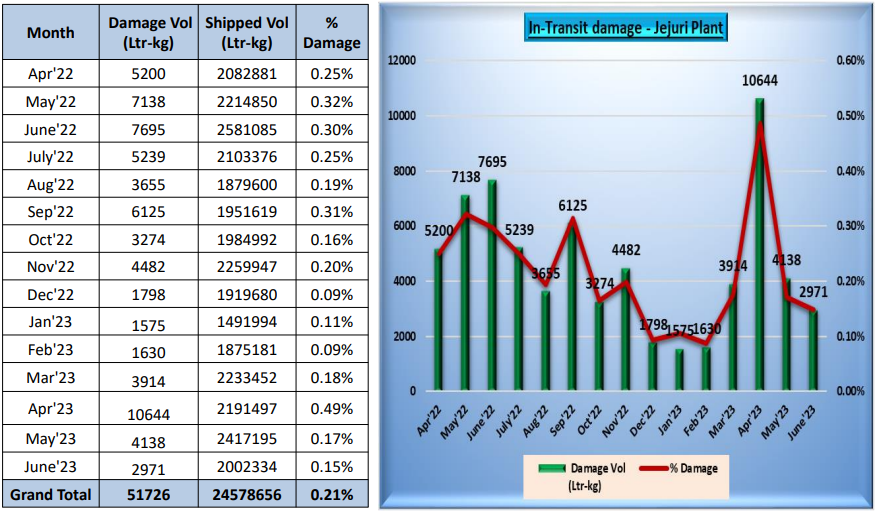 Month Damage Vol (Ltr-kg) Shipped Vol (Ltr-kg) % Damage
Apr'22 5200 2082881 0.25%
May'22 7138 2214850 0.32%
June'22 7695 2581085 0.30%
July'22 5239 2103376 0.25%
Aug'22 3655 1879600 0.19%
Sep'22 6125 1951619 0.31%
Oct'22 3274 1984992 0.16%
Nov'22 4482 2259947 0.20%
Dec'22 1798 1919680 0.09%
Jan'23 1575 1491994 0.11%
Feb'23 1630 1875181 0.09%
Mar'23 3914 2233452 0.18%
Apr'23 10644 2191497 0.49%
May'23 4138 2417195 0.17%
June'23 2971 2002334 0.15%
Grand Total 51726 24578656 0.21%
In-Transit damage - Jejuri Plant
12000 0.60%
10000 0.50%
8000 0.40%
6000 0.30%
4000 0.20%
2000 0.10%
0 0.00%
5200 7138 7695 5239 3655 6125 3274 4482 1798 1575 1630 3914 10644 4138 2971
Apr'22 May'22 June'22 July'22 Aug'22 Sep'22 Oct'22 Nov'22 Dec'22 Jan'23 Feb'23 Mar'23 Apr'23 May'23 June'23
Damage Vol % Damage
(Ltr-kg)